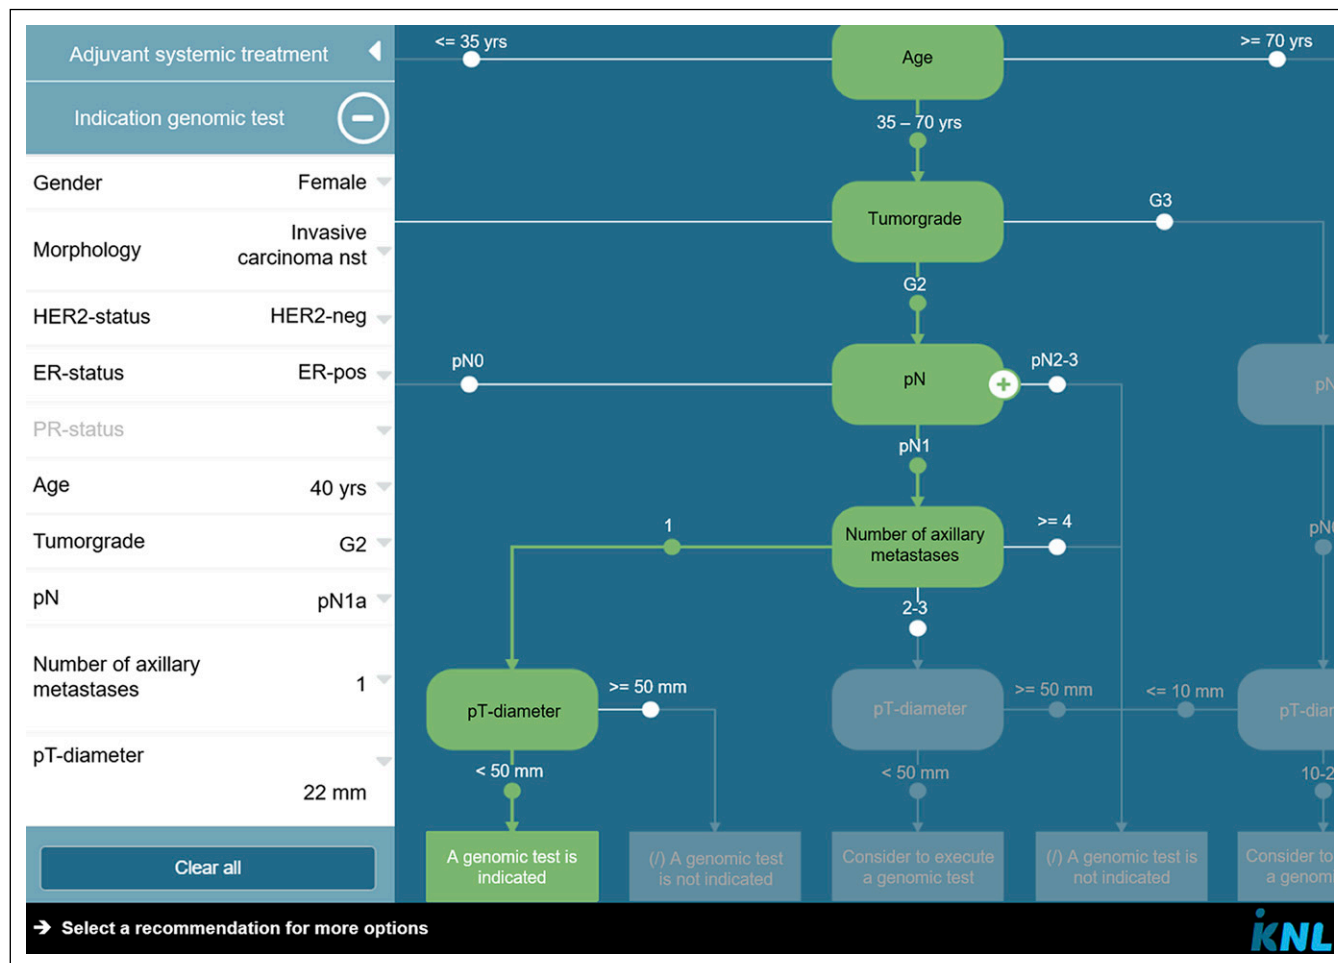 Adjuvant systemic treatment
Indication genomic test
Gender
Female
Morphology
Invasive
carcinoma nst
HER2-status
HER2-neg
ER-status
ER-pos
PR-status
Age
40 yrs
Tumorgrade
G2
pN
pN1a
Number of axillary
metastases
1
pT-diameter
22 mm
Clear all
<= 35 yrs
Age
>= 70 yrs
35 – 70 yrs
Tumorgrade
G3
G2
pN0
pN
pN2-3
pN1
1
Number of axillary
metastases
>= 4
2-3
pT-diameter
>= 50 mm
pT-diameter
>= 50 mm
<= 10 mm
< 50 mm
< 50 mm
A genomic test is
indicated
(/) A genomic test
is not indicated
Consider to execute
a genomic test
(/) A genomic test is
not indicated
Consider to
a genom
➔ Select a recommendation for more options
iKNL